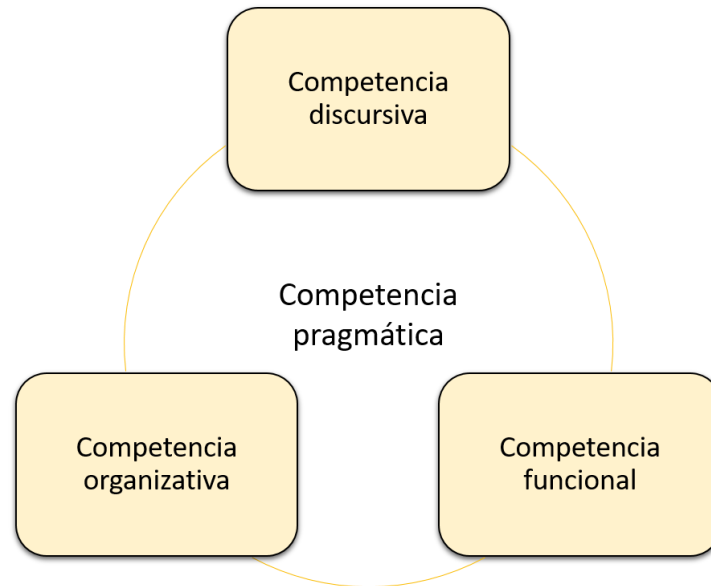 Competencia
discursiva
Competencia
pragmática
Competencia
organizativa
Competencia
funcional